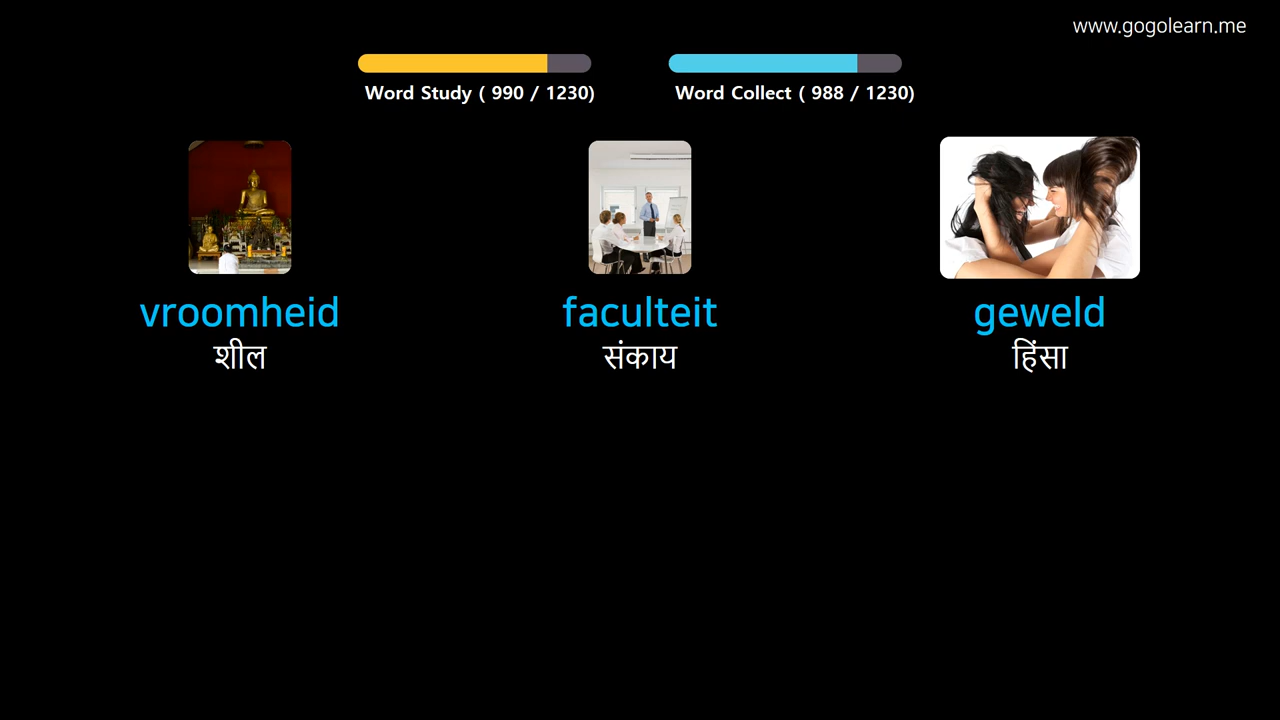 www.gogolearn.me
Word Study ( 990 / 1230)
Word Collect ( 988 / 1230)
vroomheid
शील
faculteit
संकाय
geweld
हिंसा